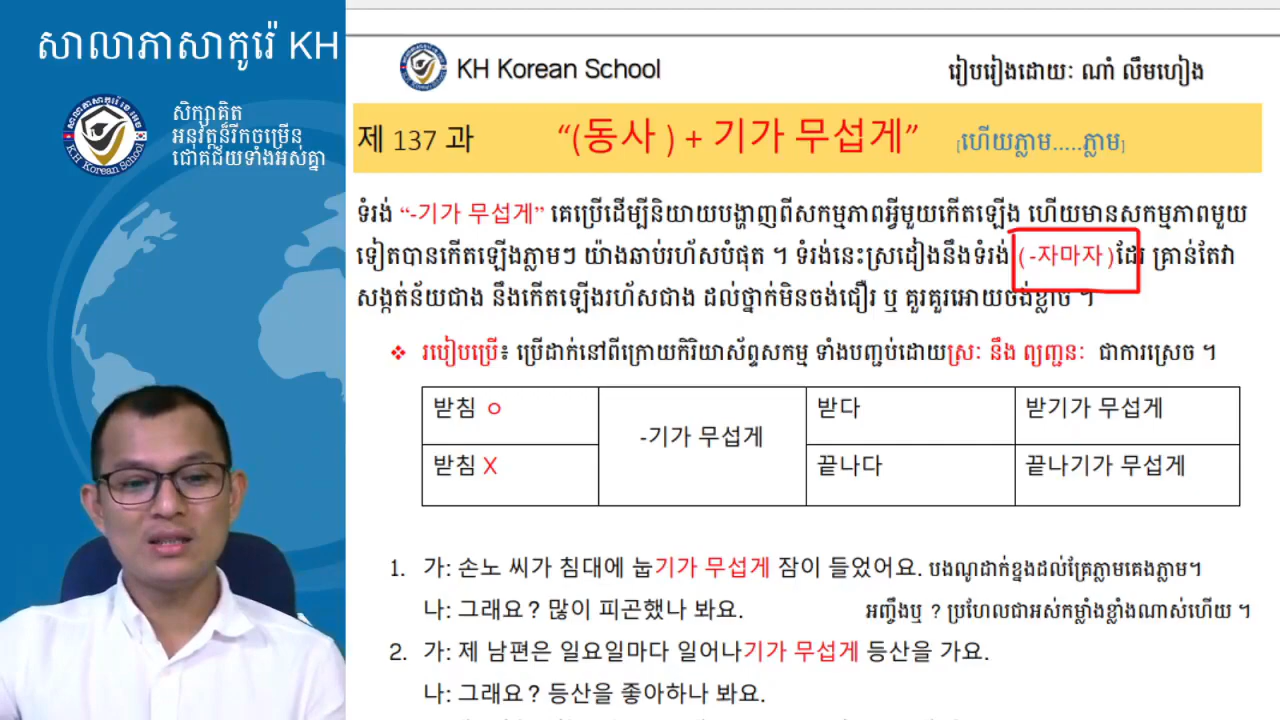 សាលាភាសាកូរ៉េ KH
សិក្សាគិត
អនុវត្តន៍រីកចម្រើន
ជោគជ័យទាំងអស់គ្នា
សាលាភាសាកូរ៉េ ខេ អេច
KH Korean School
KH Korean School
រៀបរៀងដោយៈ ណាំ លឹមហៀង
제 137 과 “(동사 ) + 기가 무섭게” [ហើយភ្លាម.....ភ្លាម]
ទំរង់ “-기가 무섭게” គេប្រើដើម្បីនិយាយបង្ហាញពីសកម្មភាពអ្វីមួយកើតឡើង ហើយមានសកម្មភាពមួយ
ទៀតបានកើតឡើងភ្លាមៗ យ៉ាងឆាប់រហ័សបំផុត ។ ទំរង់នេះស្រដៀងនឹងទំរង់ ( -자마자 )ដែរ គ្រាន់តែវា
សង្កត់ន័យជាង នឹងកើតឡើងរហ័សជាង ដល់ថ្នាក់មិនចង់ជឿរ ឬ គួរគួរអោយចង់ខ្លាច ។
❖ របៀបប្រើ៖ ប្រើដាក់នៅពីក្រោយកិរិយាស័ព្ទសកម្ម ទាំងបញ្ចប់ដោយស្រៈ នឹង ព្យញ្ជនៈ ជាការស្រេច ។
받침 ㅇ 받다 받기가 무섭게
-기가 무섭게
받침 X 끝나다 끝나기가 무섭게
1. 가: 손노 씨가 침대에 눕기가 무섭게 잠이 들었어요. បងណូដាក់ខ្នងដល់គ្រែភ្លាមគេងភ្លាម។
나: 그래요? 많이 피곤했나 봐요. អញ្ចឹងឬ ? ប្រហែលជាអស់កម្លាំងខ្លាំងណាស់ហើយ ។
2. 가: 제 남편은 일요일마다 일어나기가 무섭게 등산을 가요.
나: 그래요? 등산을 좋아하나 봐요.